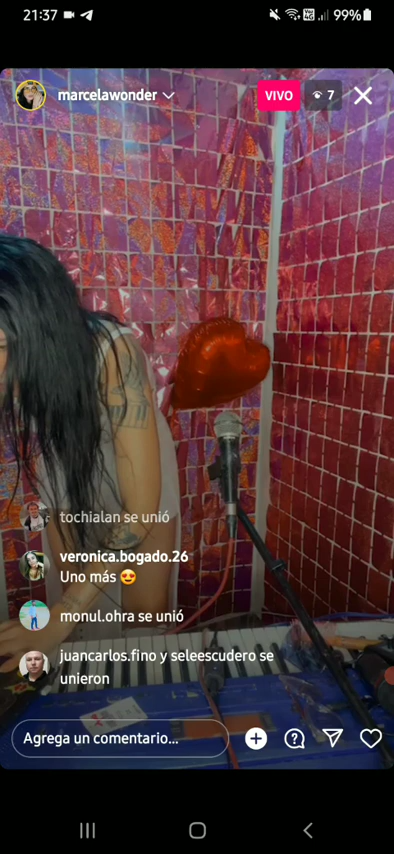 21:37
99%
marcelawonder
VIVO
7
tochialan se unió
veronica.bogado.26
Uno más 😍
monul.ohra se unió
juancarlos.fino y seleescudero se
unieron
Agrega un comentario...